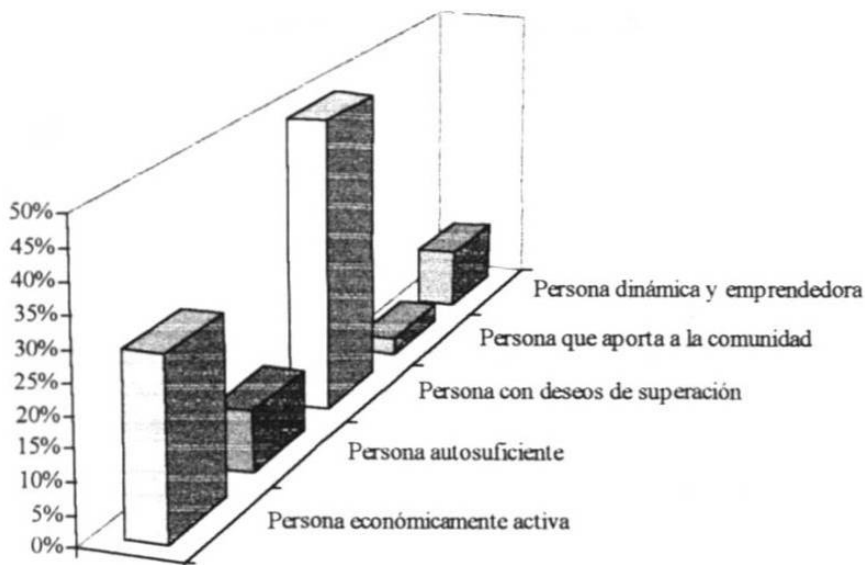 50%
45%
40%
35%
30%
25%
20%
15%
10%
5%
0%
Persona dinámica y emprendedora
Persona que aporta a la comunidad
Persona con deseos de superación
Persona autosuficiente
Persona económicamente activa